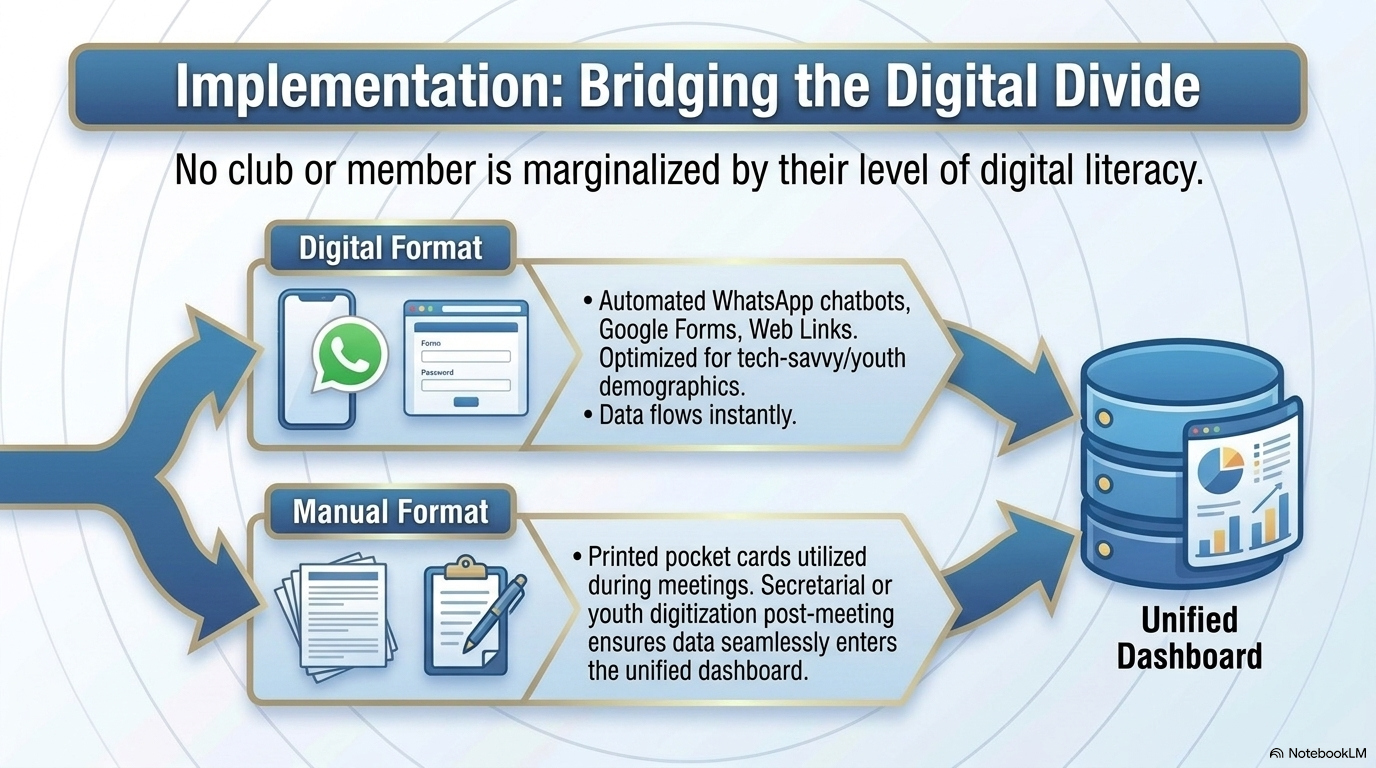 Implementation: Bridging the Digital Divide
No club or member is marginalized by their level of digital literacy.
Digital Format
Fomo
Password
• Automated WhatsApp chatbots,
Google Forms, Web Links.
Optimized for tech-savvy/youth
demographics.
• Data flows instantly.
Manual Format
• Printed pocket cards utilized
during meetings. Secretarial or
youth digitization post-meeting
ensures data seamlessly enters
the unified dashboard.
Unified
Dashboard
NotebookLM